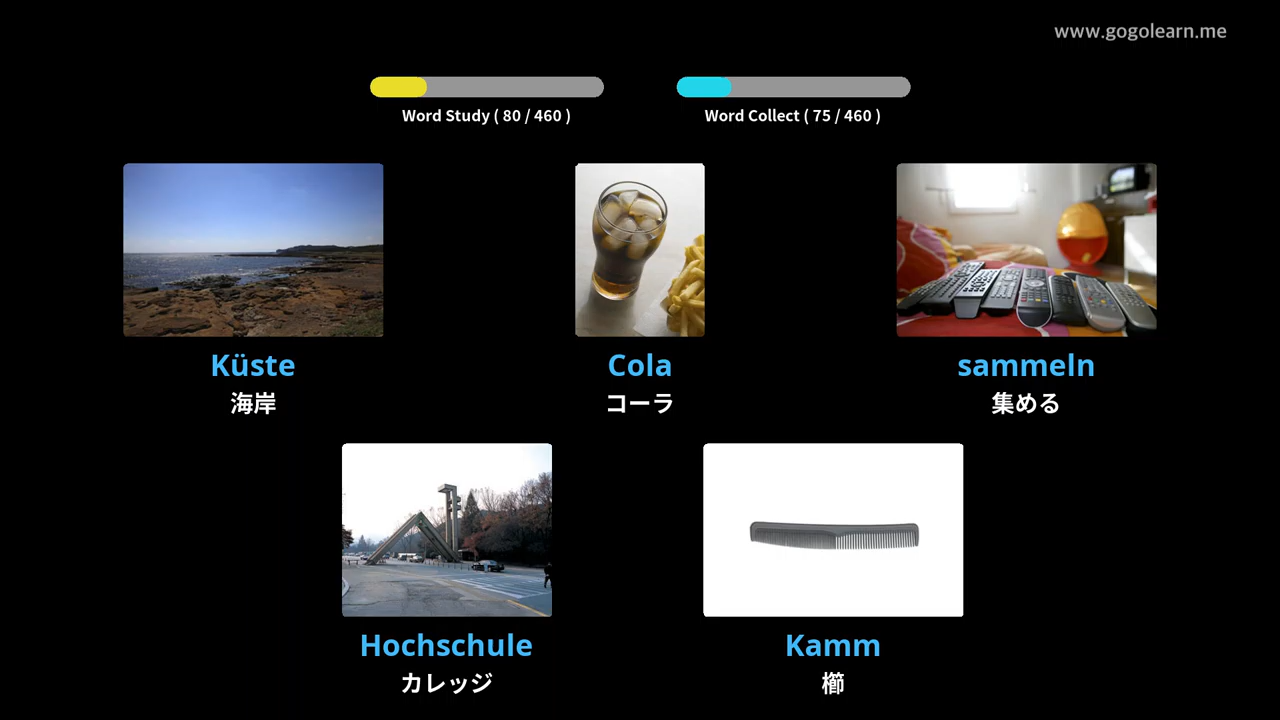 www.gogolearn.me
Word Study ( 80 / 460 )
Word Collect ( 75 / 460 )
Küste
海岸
Cola
コーラ
sammeln
集める
Hochschule
カレッジ
Kamm
櫛